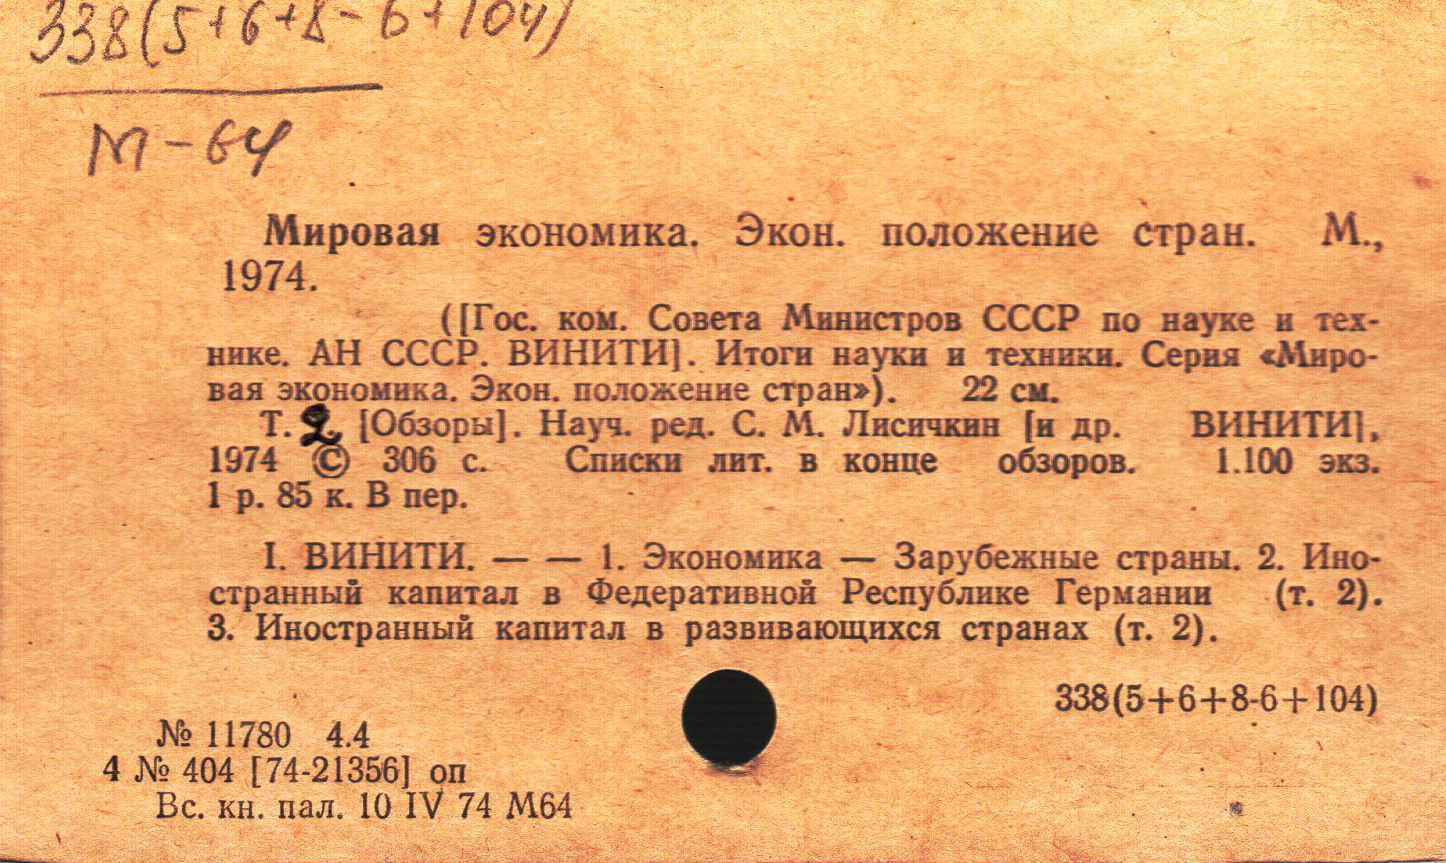 338(5+6+8-6+104)
М-64
Мировая экономика. Экон. положение стран. М.,
1974.
([Гос. ком. Совета Министров СССР по науке и тех-
нике. АН СССР. ВИНИТИ]. Итоги науки и техники. Серия «Миро-
вая экономика. Экон. положение стран»). 22 см.
Т. 2 [Обзоры]. Науч. ред. С. М. Лисичкин [и др. ВИНИТИ],
1974 © 306 с. Списки лит. в конце обзоров. 1.100 экз.
1 р. 85 к. В пер.
I. ВИНИТИ. — — 1. Экономика — Зарубежные страны. 2. Ино-
странный капитал в Федеративной Республике Германии (т. 2).
3. Иностранный капитал в развивающихся странах (т. 2).
338(5+6+8-6+104)
№ 11780 4.4
4 № 404 [74-21356] оп
Вс. кн. пал. 10 IV 74 М64